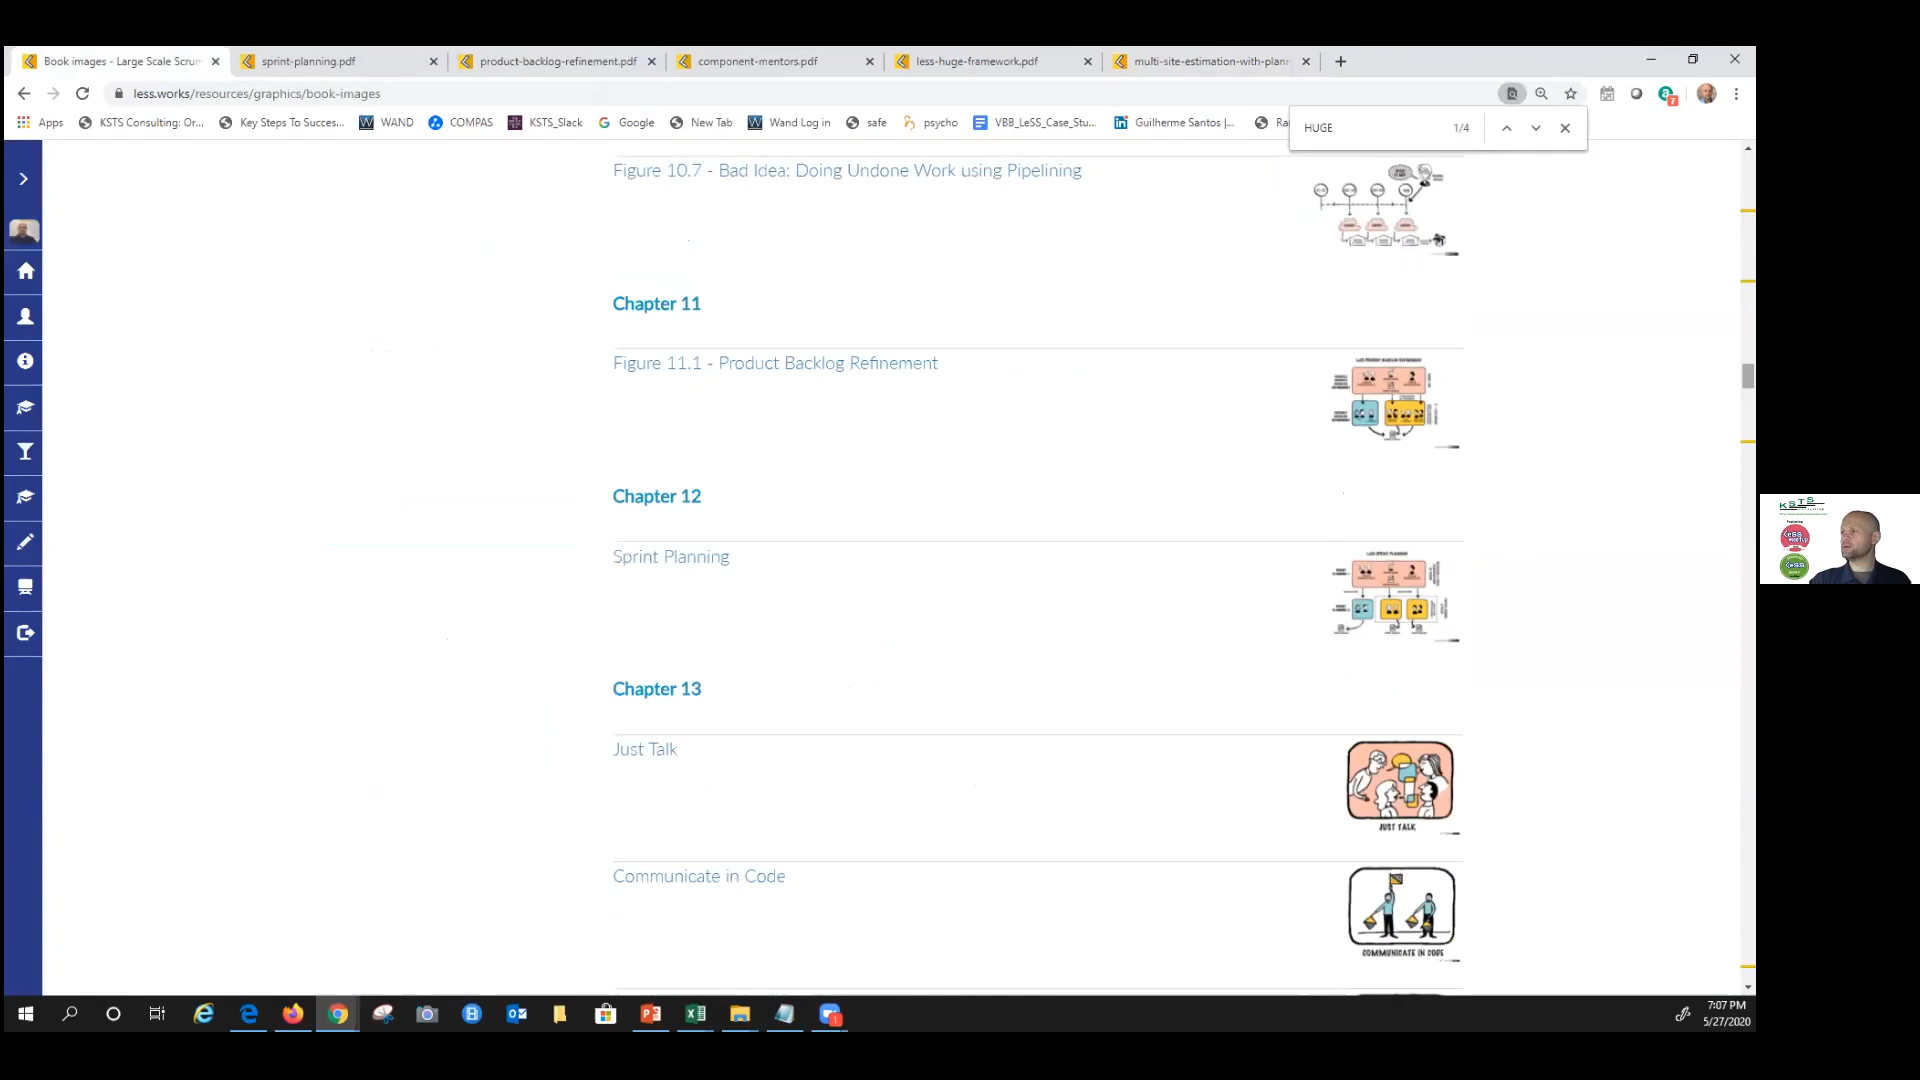 Book images - Large Scale Scrum
sprint-planning.pdf
product-backlog-refinement.pdf
component-mentors.pdf
less-huge-framework.pdf
multi-site-estimation-with-plann
less.works/resources/graphics/book-images
Apps
KSTS Consulting: Or...
Key Steps To Succes...
WAND
COMPAS
KSTS_Slack
Google
New Tab
Wand Log in
safe
psycho
VBB_LeSS_Case_Stu...
Guilherme Santos |...
HUGE
1/4
Figure 10.7 - Bad Idea: Doing Undone Work using Pipelining
Chapter 11
Figure 11.1 - Product Backlog Refinement
Chapter 12
Sprint Planning
Chapter 13
Just Talk
JUST TALK
Communicate in Code
COMMUNICATE IN CODE
KSTS
7:07 PM
5/27/2020